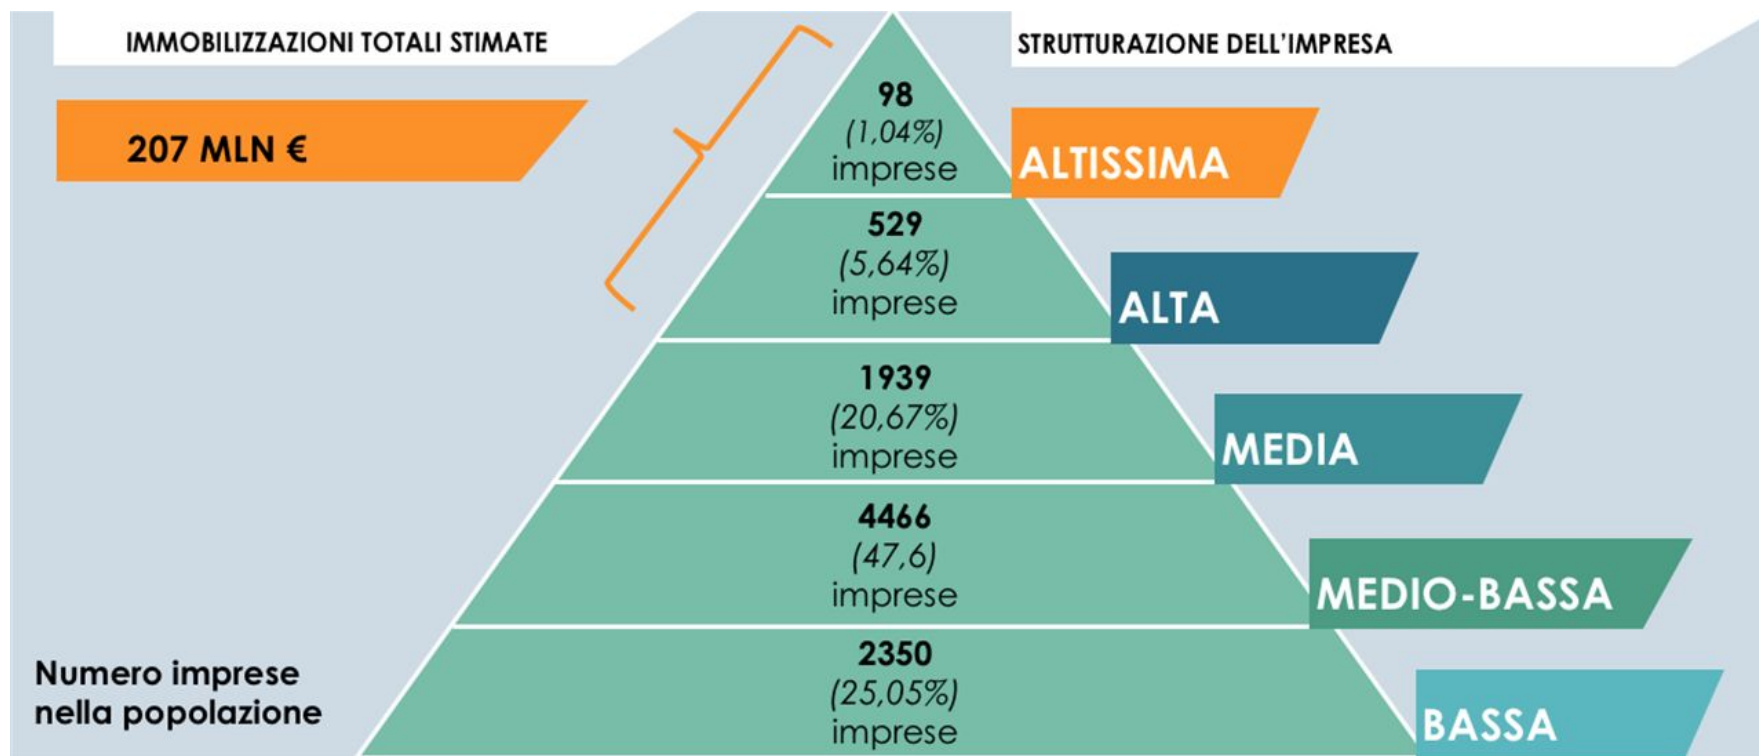 IMMOBILIZZAZIONI TOTALI STIMATE
STRUTTURAZIONE DELL'IMPRESA
207 MLN €
98
(1,04%)
imprese
ALTISSIMA
529
(5,64%)
imprese
ALTA
1939
(20,67%)
imprese
MEDIA
4466
(47,6)
imprese
MEDIO-BASSA
2350
(25,05%)
imprese
BASSA
Numero imprese
nella popolazione